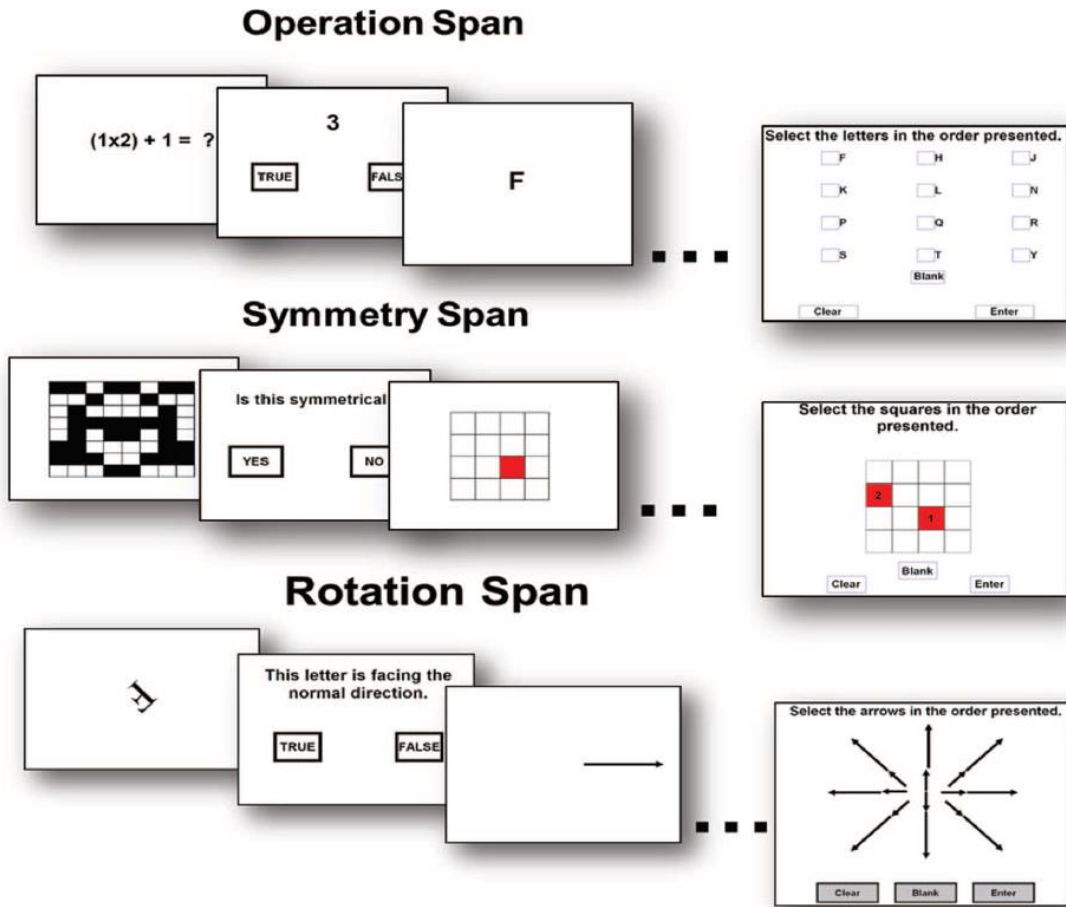 Operation Span
(1x2) + 1 = ?
3
TRUE
FALS
F
Select the letters in the order presented.
F H J
K L N
P Q R
S T Y
Blank
Clear Enter
Symmetry Span
Is this symmetrical
YES NO
Select the squares in the order
presented.
2
1
Blank
Clear Enter
Rotation Span
F
This letter is facing the
normal direction.
TRUE FALSE
Select the arrows in the order presented.
Clear Blank Enter